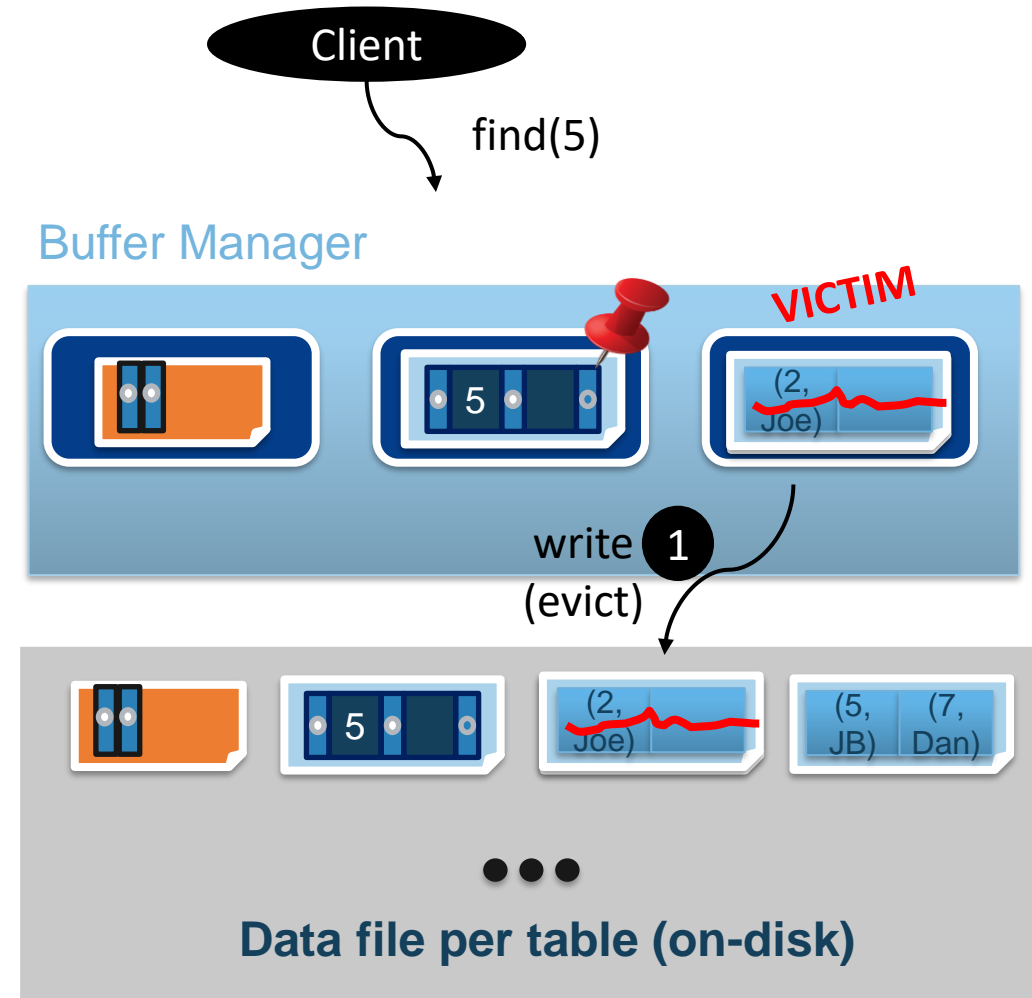 Client
find(5)
Buffer Manager
VICTIM
5
(2,
Joe)
write 1
(evict)
5
(2,
Joe)
(5,
JB)
(7,
Dan)
Data file per table (on-disk)